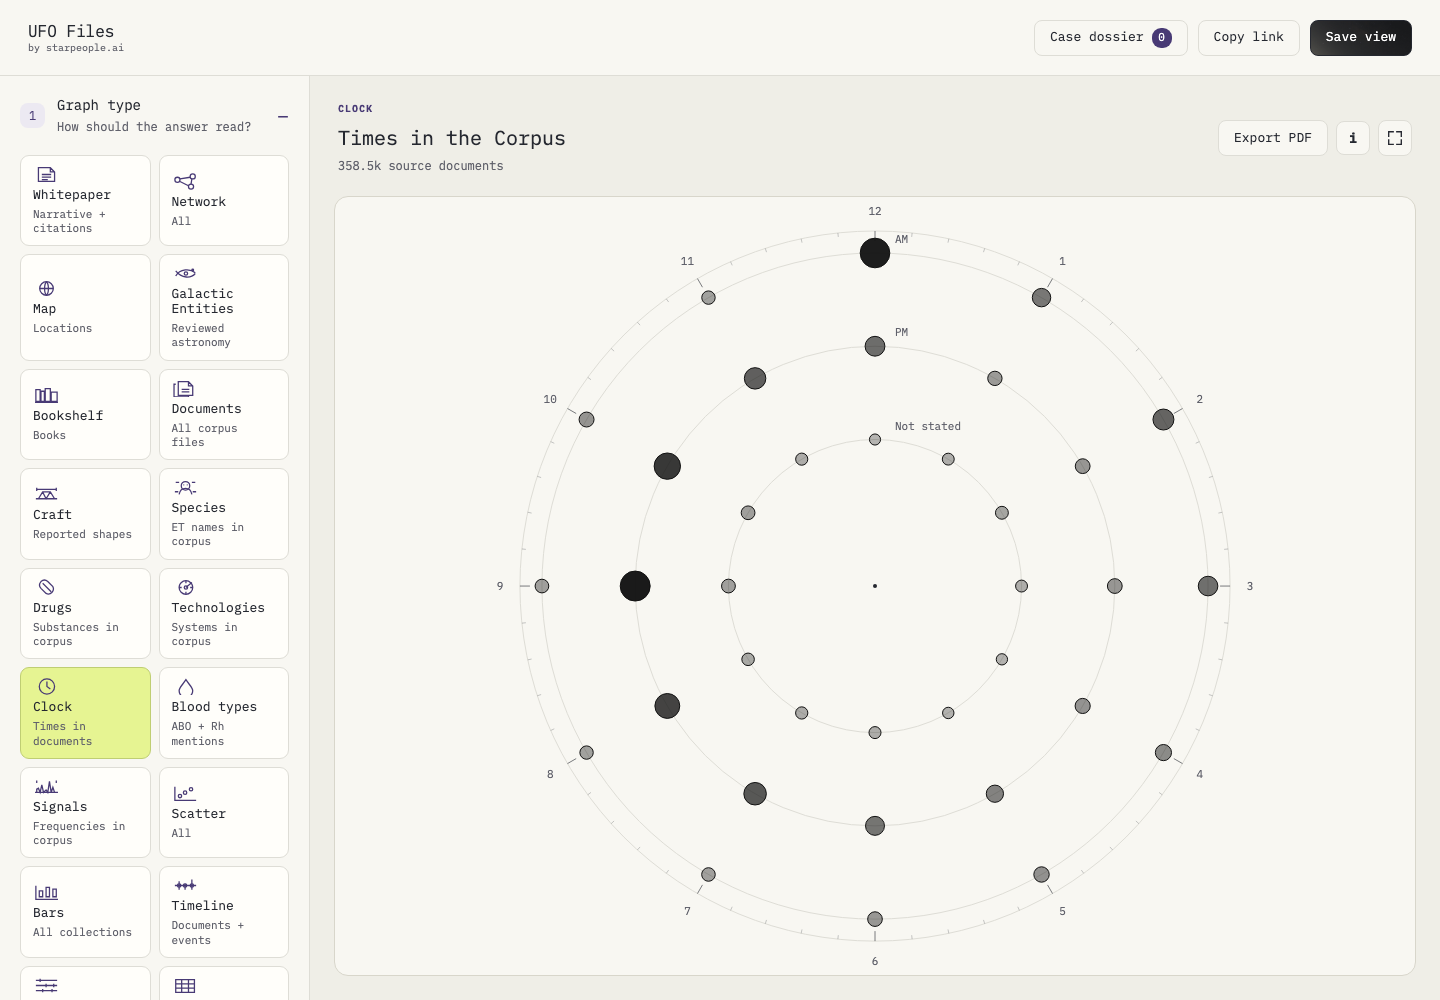 UFO Files
by starpeople.ai
Case dossier 0
Copy link
Save view
1
Graph type
How should the answer read?
Whitepaper
Narrative +
citations
Network
All
Map
Locations
Galactic
Entities
Reviewed
astronomy
Bookshelf
Books
Documents
All corpus
files
Craft
Reported shapes
Species
ET names in
corpus
Drugs
Substances in
corpus
Technologies
Systems in
corpus
Clock
Times in
documents
Blood types
ABO + Rh
mentions
Signals
Frequencies in
corpus
Scatter
All
Bars
All collections
Timeline
Documents +
events
CLOCK
Times in the Corpus
358.5k source documents
Export PDF
i
12
AM
11
1
PM
10
2
Not stated
9
3
8
4
7
5
6